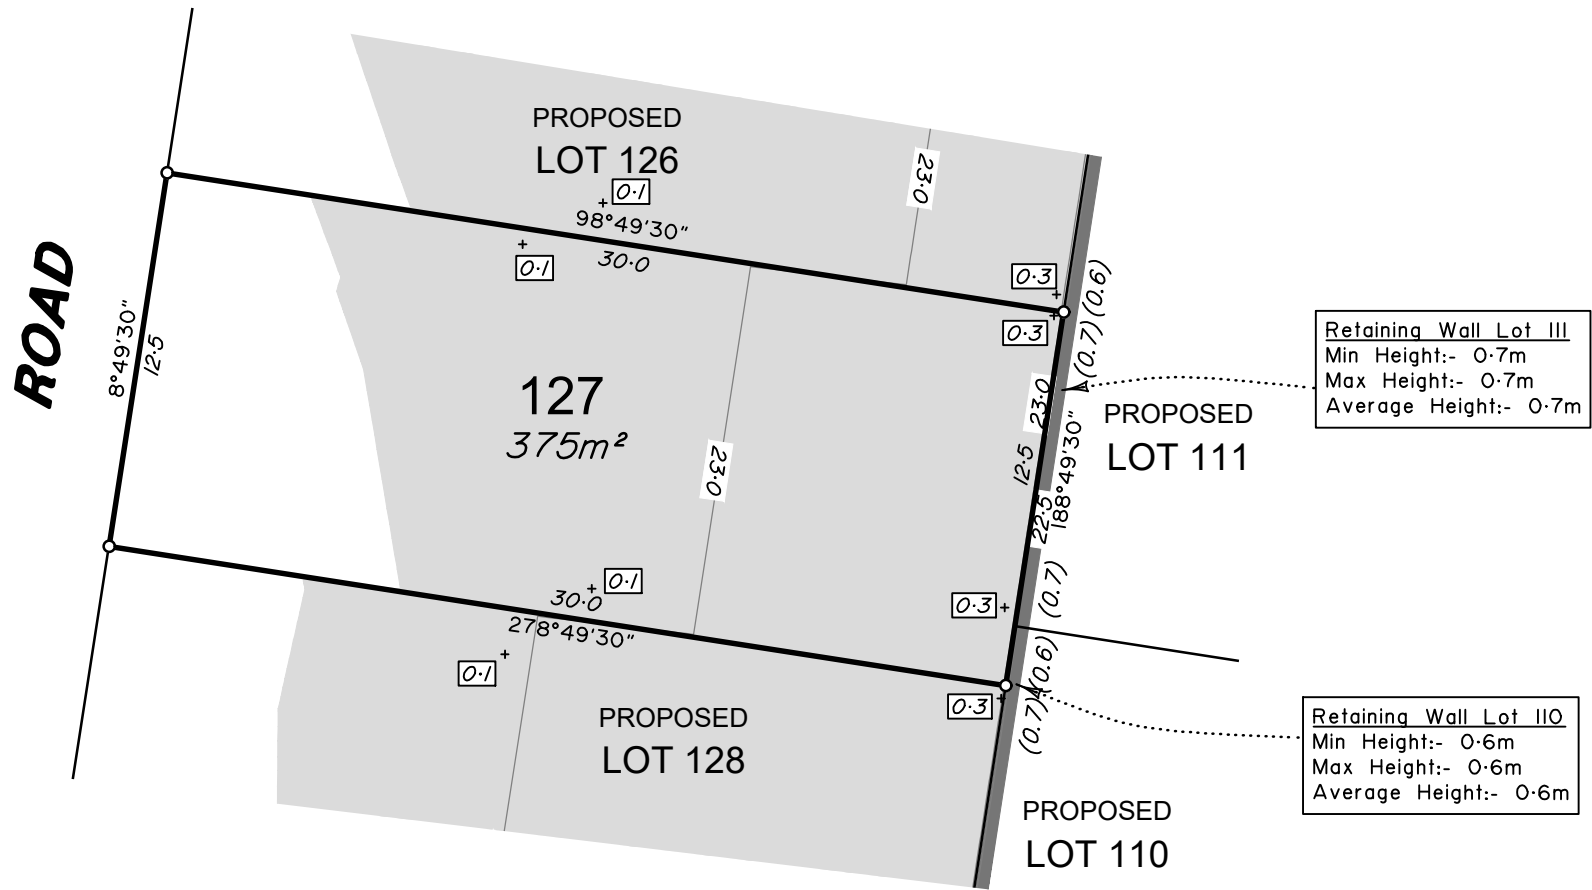 PROPOSED
LOT 126
0·1
98°49'30"
30·0
0·1
23·0
0·3
0·3
(0.6)
(0.7)
ROAD
8°49'30"
12·5
127
375m²
23·0
23·0
12·5
188°49'30"
22·5
Retaining Wall Lot 111
Min Height:- 0·7m
Max Height:- 0·7m
Average Height:- 0·7m
PROPOSED
LOT 111
0·1
30·0
278°49'30"
0·1
0·3
(0.7)
(0.6)
0·3
(0.7)
PROPOSED
LOT 128
Retaining Wall Lot 110
Min Height:- 0·6m
Max Height:- 0·6m
Average Height:- 0·6m
PROPOSED
LOT 110